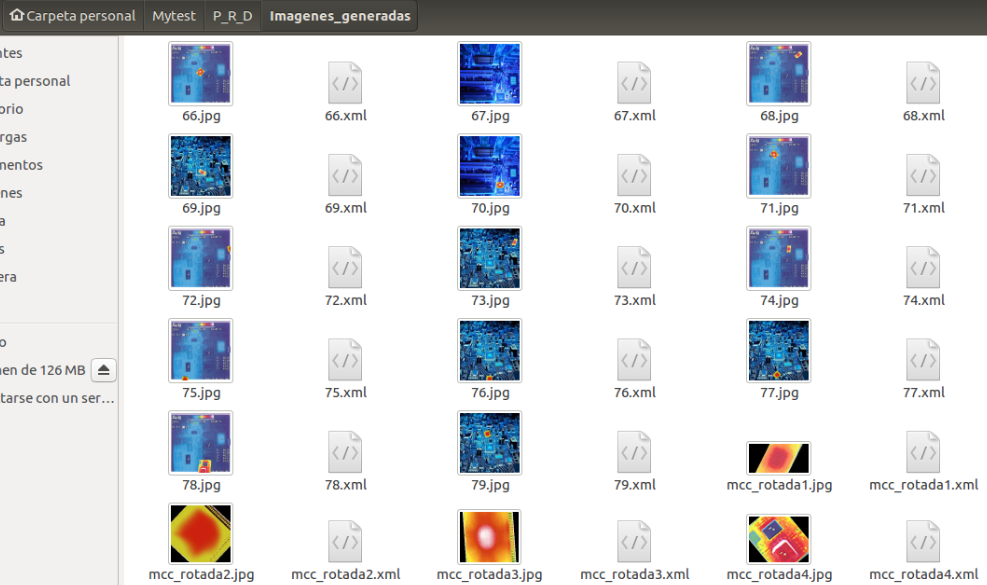 Carpeta personal Mytest P_R_D Imagenes_generadas
ntes
ta personal
orio
rgas
mentos
nes
a
s
era
o
nen de 126 MB
tarse con un ser...
66.jpg 66.xml 67.jpg 67.xml 68.jpg 68.xml
69.jpg 69.xml 70.jpg 70.xml 71.jpg 71.xml
72.jpg 72.xml 73.jpg 73.xml 74.jpg 74.xml
75.jpg 75.xml 76.jpg 76.xml 77.jpg 77.xml
78.jpg 78.xml 79.jpg 79.xml mcc_rotada1.jpg mcc_rotada1.xml
mcc_rotada2.jpg mcc_rotada2.xml mcc_rotada3.jpg mcc_rotada3.xml mcc_rotada4.jpg mcc_rotada4.xml